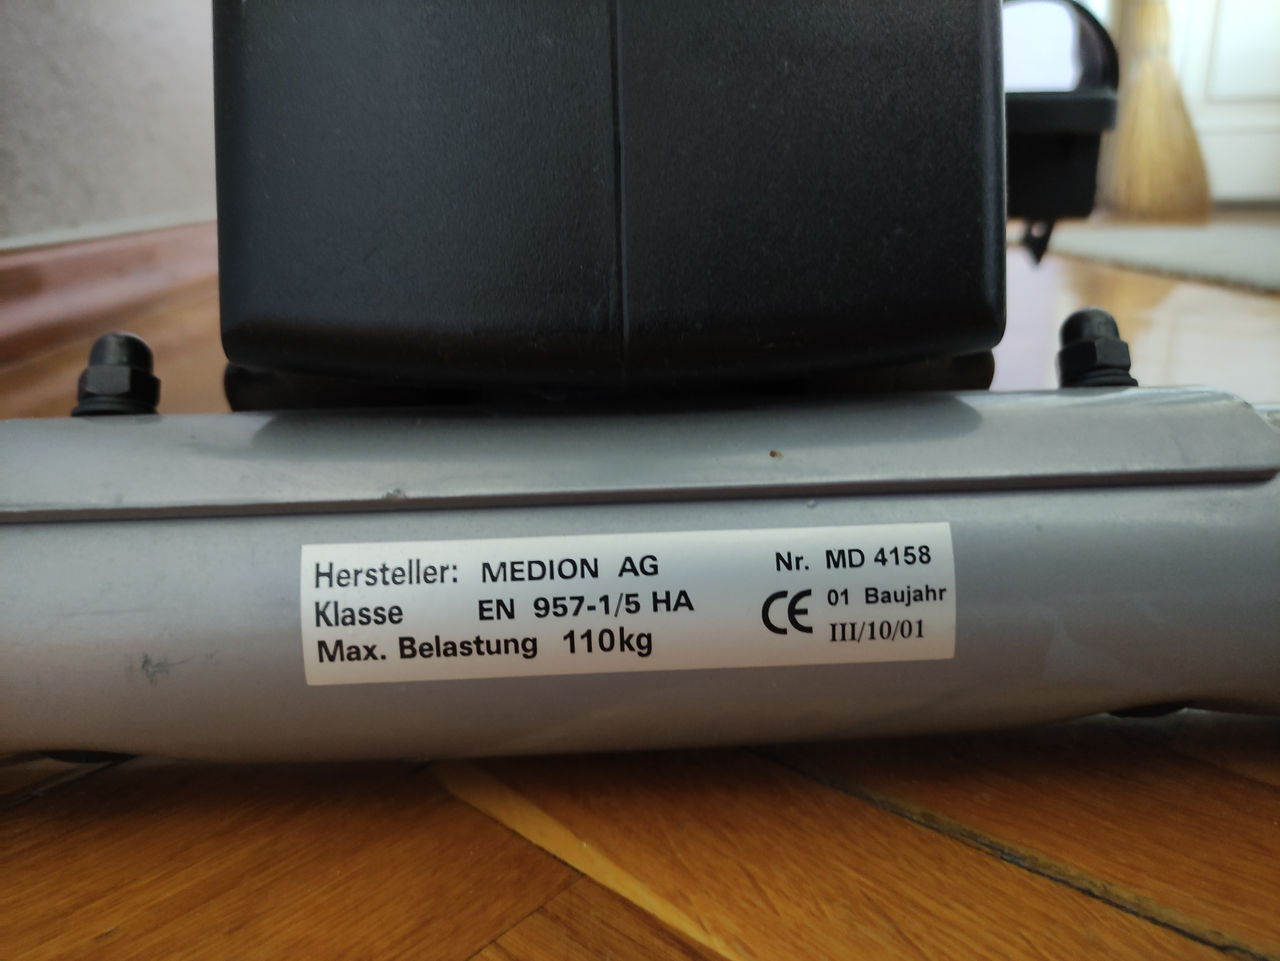 Hersteller: MEDION AG
Klasse EN 957-1/5 HA
Max. Belastung 110kg
Nr. MD 4158
CE 01 Baujahr
III/10/01